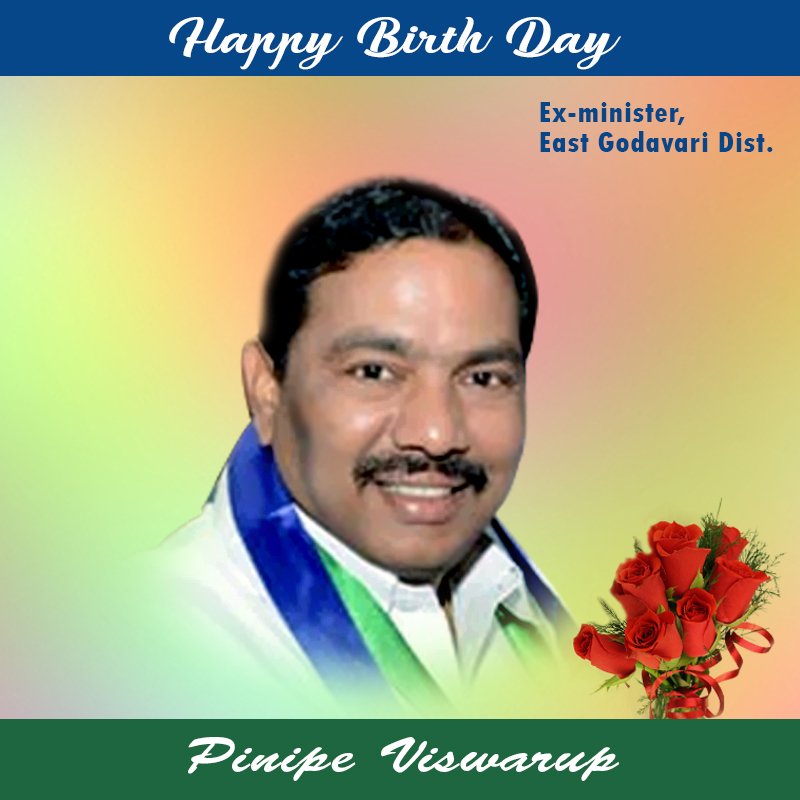 Happy Birth Day
Ex-minister,
East Godavari Dist.
Pinipe Viswarup